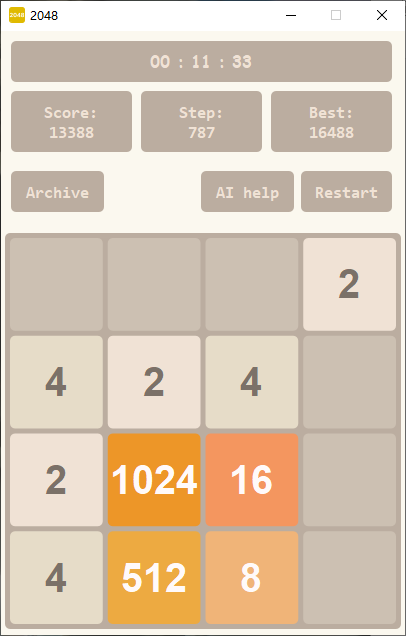 2048 2048
00 : 11 : 33
Score: Step: Best:
13388 787 16488
Archive AI help Restart
2
4 2 4
2 1024 16
4 512 8